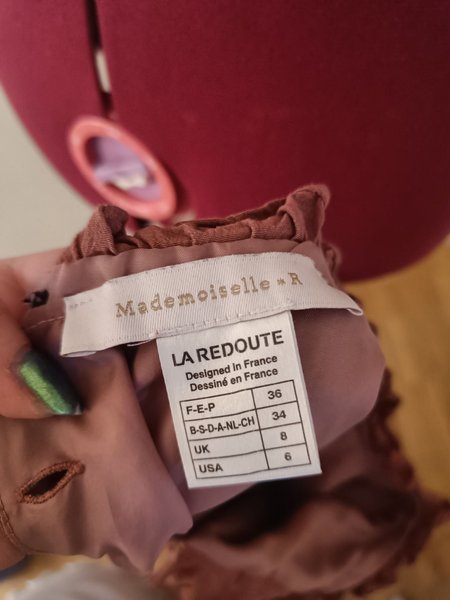 Mademoiselle * R
LA REDOUTE
Designed in France
Dessiné en France
F-E-P 36
B-S-D-A-NL-CH 34
UK 8
USA 6